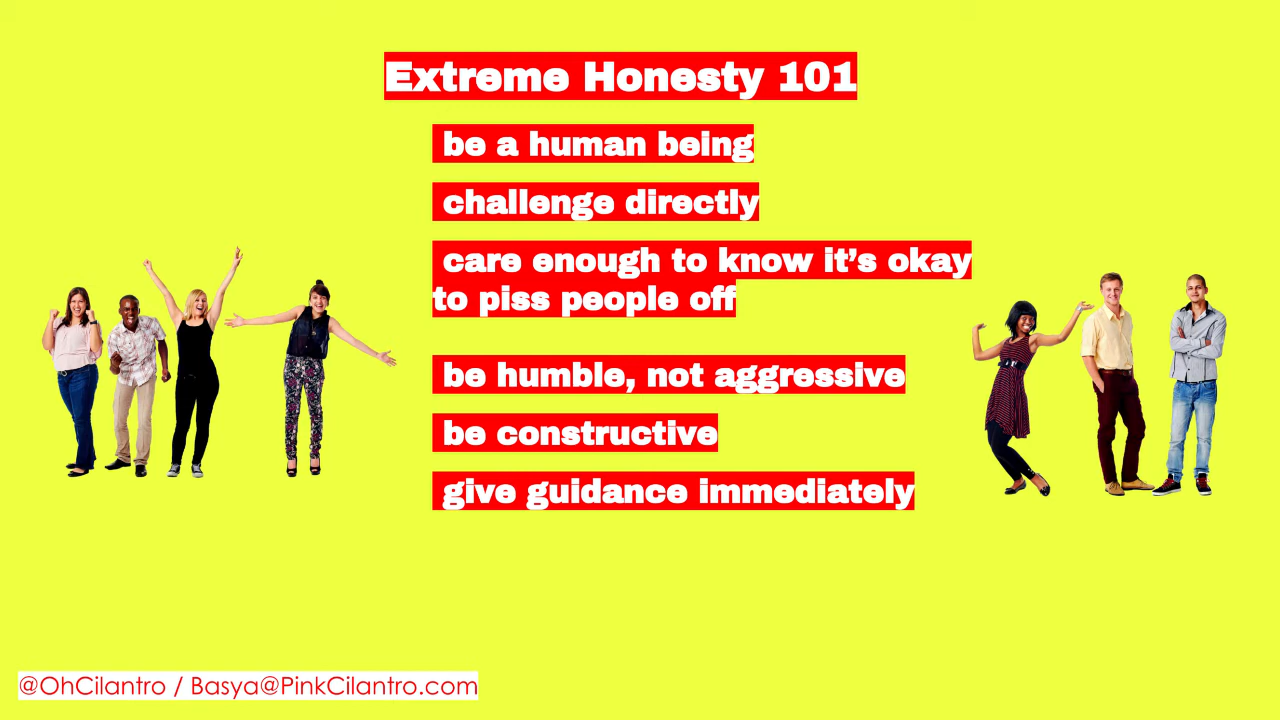 Extreme Honesty 101
be a human being
challenge directly
care enough to know it’s okay
to piss people off
be humble, not aggressive
be constructive
give guidance immediately
@OhCilantro / Basya@PinkCilantro.com